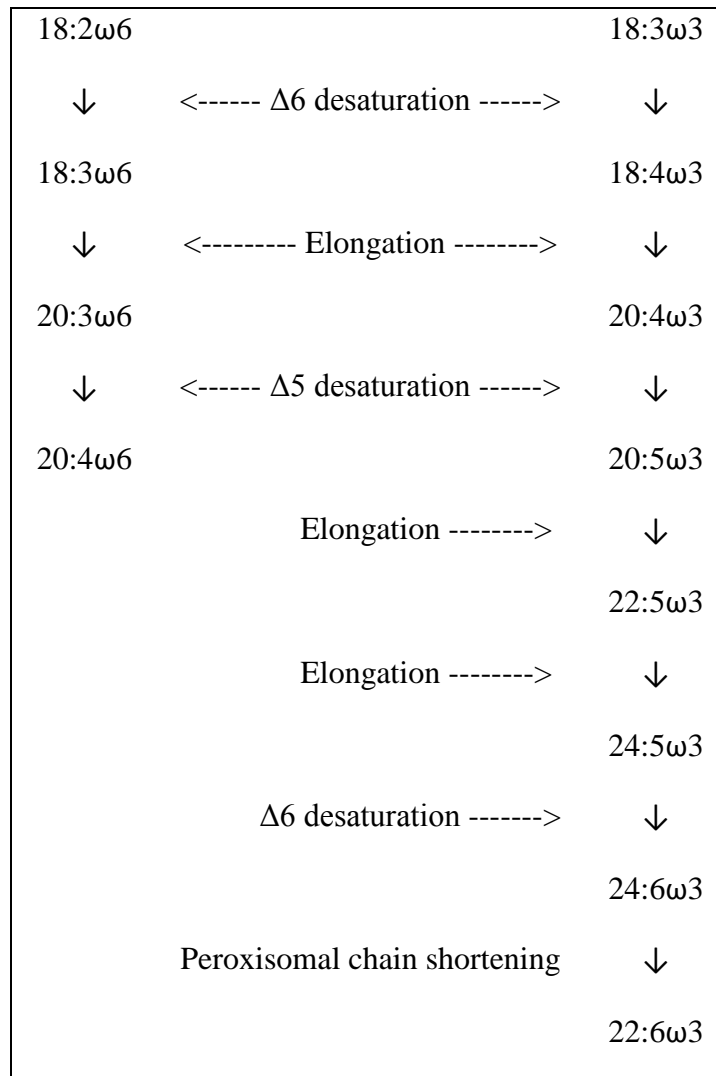 18:2ω6 18:3ω3
↓ <------ Δ6 desaturation ------> ↓
18:3ω6 18:4ω3
↓ <--------- Elongation --------> ↓
20:3ω6 20:4ω3
↓ <------ Δ5 desaturation ------> ↓
20:4ω6 20:5ω3
Elongation --------> ↓
22:5ω3
Elongation --------> ↓
24:5ω3
Δ6 desaturation -------> ↓
24:6ω3
Peroxisomal chain shortening ↓
22:6ω3